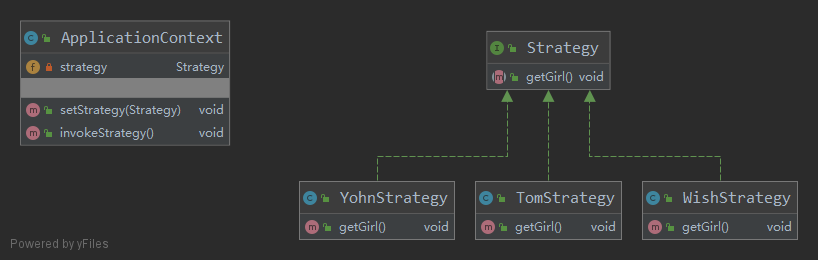 ApplicationContext
strategy Strategy
setStrategy(Strategy) void
invokeStrategy() void
Strategy
getGirl() void
YohnStrategy
getGirl() void
TomStrategy
getGirl() void
WishStrategy
getGirl() void
Powered by yFiles